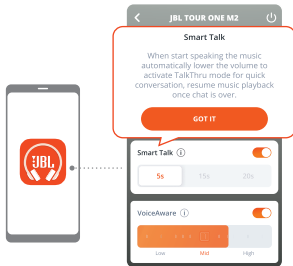 JBL TOUR ONE M2
Smart Talk
When start speaking the music
automatically lower the volume to
activate TalkThru mode for quick
conversation, resume music playback
once chat is over.
GOT IT
JBL
Smart Talk i
5s 15s 20s
VoiceAware i
Low Mid High